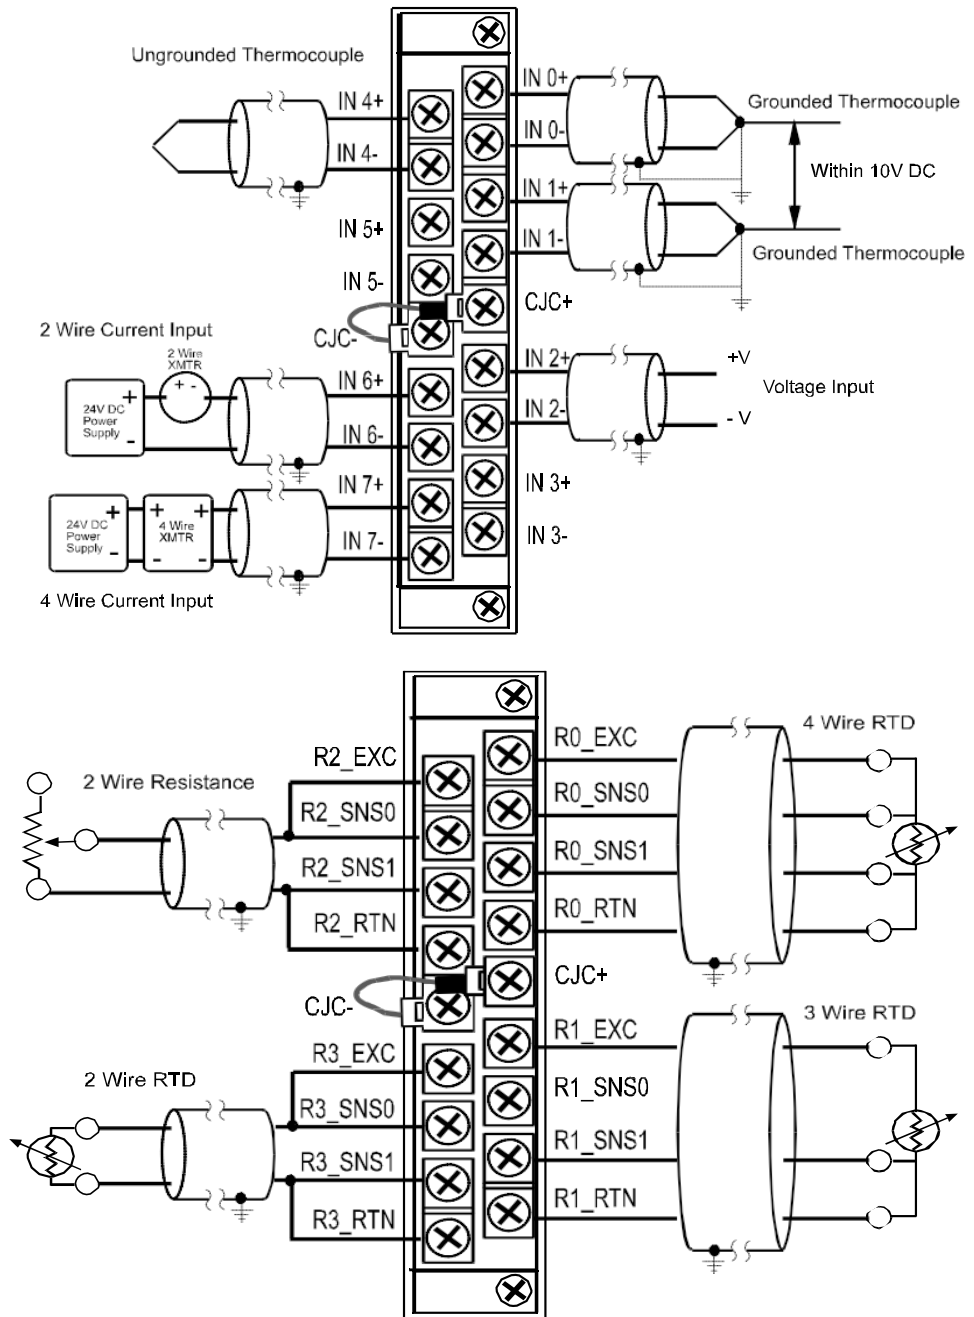 Ungrounded Thermocouple
IN 4+
IN 4-
IN 5+
IN 5-
CJC-
2 Wire Current Input
2 Wire
XMTR
+ -
24V DC
Power
Supply
+
-
IN 6+
IN 6-
IN 7+
IN 7-
24V DC
Power
Supply
+
-
4 Wire
XMTR
+ +
- -
4 Wire Current Input
IN 0+
IN 0-
Grounded Thermocouple
Within 10V DC
IN 1+
IN 1-
Grounded Thermocouple
CJC+
IN 2+
IN 2-
+V
Voltage Input
- V
IN 3+
IN 3-
2 Wire Resistance
R2_EXC
R2_SNS0
R2_SNS1
R2_RTN
CJC-
2 Wire RTD
R3_EXC
R3_SNS0
R3_SNS1
R3_RTN
4 Wire RTD
R0_EXC
R0_SNS0
R0_SNS1
R0_RTN
CJC+
3 Wire RTD
R1_EXC
R1_SNS0
R1_SNS1
R1_RTN